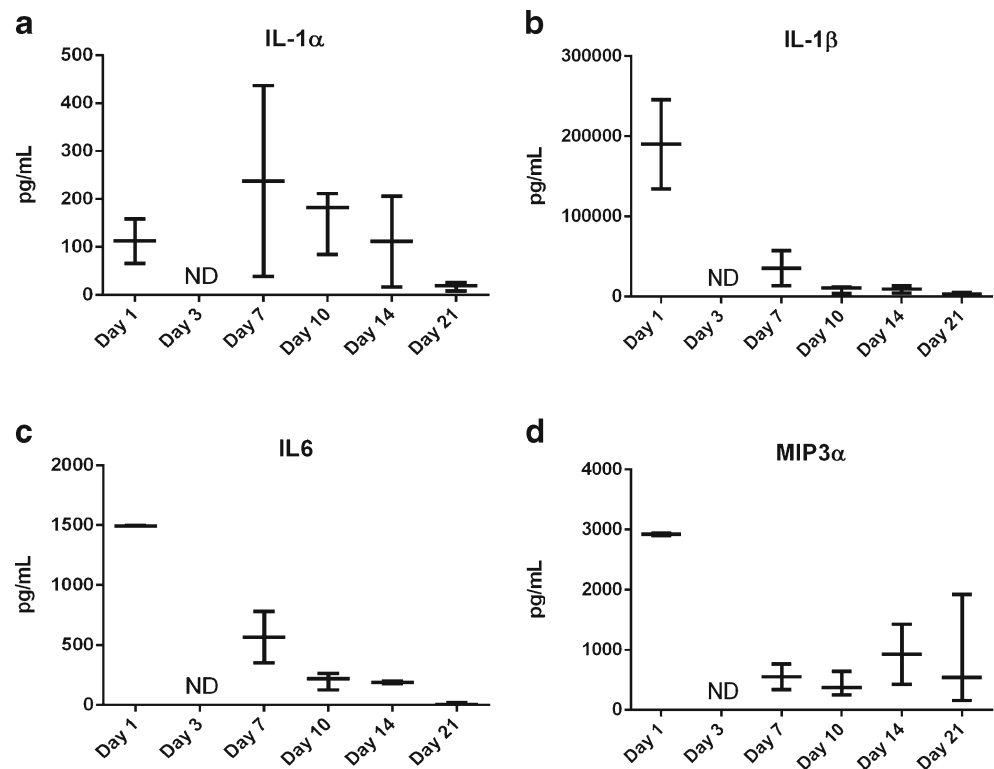 a
IL-1α
500
400
300
200
100
0
pg/mL
ND
Day 1
Day 3
Day 7
Day 10
Day 14
Day 21
b
IL-1β
300000
200000
100000
0
pg/mL
ND
Day 1
Day 3
Day 7
Day 10
Day 14
Day 21
c
IL6
2000
1500
1000
500
0
pg/mL
ND
Day 1
Day 3
Day 7
Day 10
Day 14
Day 21
d
MIP3α
4000
3000
2000
1000
0
pg/mL
ND
Day 1
Day 3
Day 7
Day 10
Day 14
Day 21